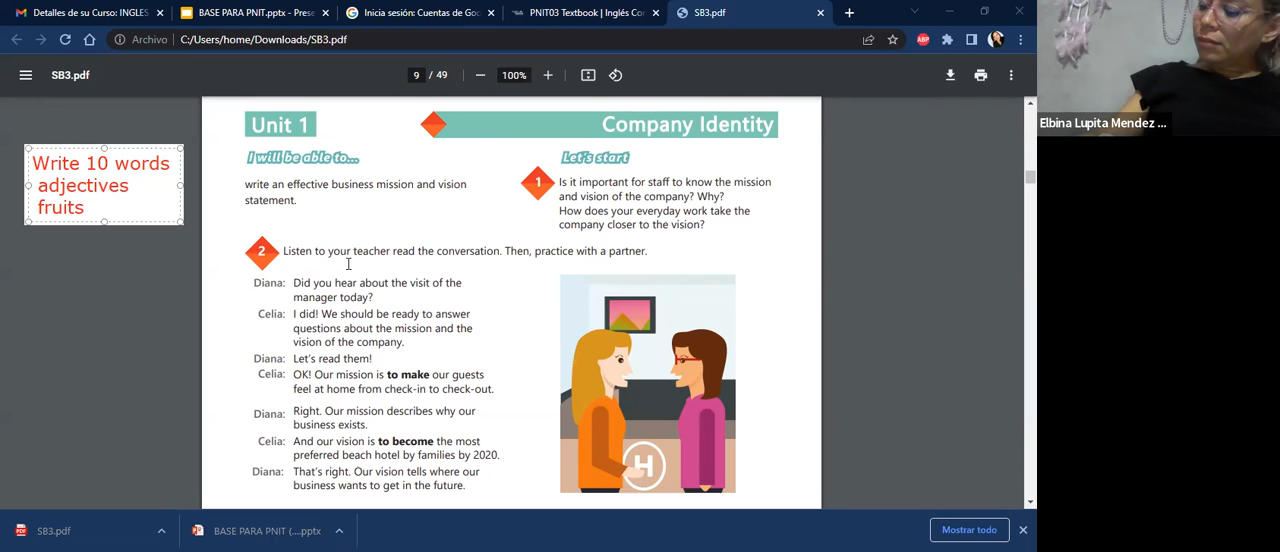 Detalles de su Curso: INGLES
BASE PARA PNIT.pptx - Prese
Inicia sesión: Cuentas de Goo
PNIT03 Textbook | Inglés Com
SB3.pdf
Archivo
C:/Users/home/Downloads/SB3.pdf
ABP
SB3.pdf
9 / 49
100%
Elbina Lupita Mendez ...
Unit 1
Company Identity
Write 10 words
adjectives
fruits
I will be able to...
write an effective business mission and vision
statement.
Let's start
1
Is it important for staff to know the mission
and vision of the company? Why?
How does your everyday work take the
company closer to the vision?
2
Listen to your teacher read the conversation. Then, practice with a partner.
Diana: Did you hear about the visit of the
manager today?
Celia: I did! We should be ready to answer
questions about the mission and the
vision of the company.
Diana: Let's read them!
Celia: OK! Our mission is to make our guests
feel at home from check-in to check-out.
Diana: Right. Our mission describes why our
business exists.
Celia: And our vision is to become the most
preferred beach hotel by families by 2020.
Diana: That's right. Our vision tells where our
business wants to get in the future.
H
SB3.pdf
BASE PARA PNIT (....pptx
Mostrar todo